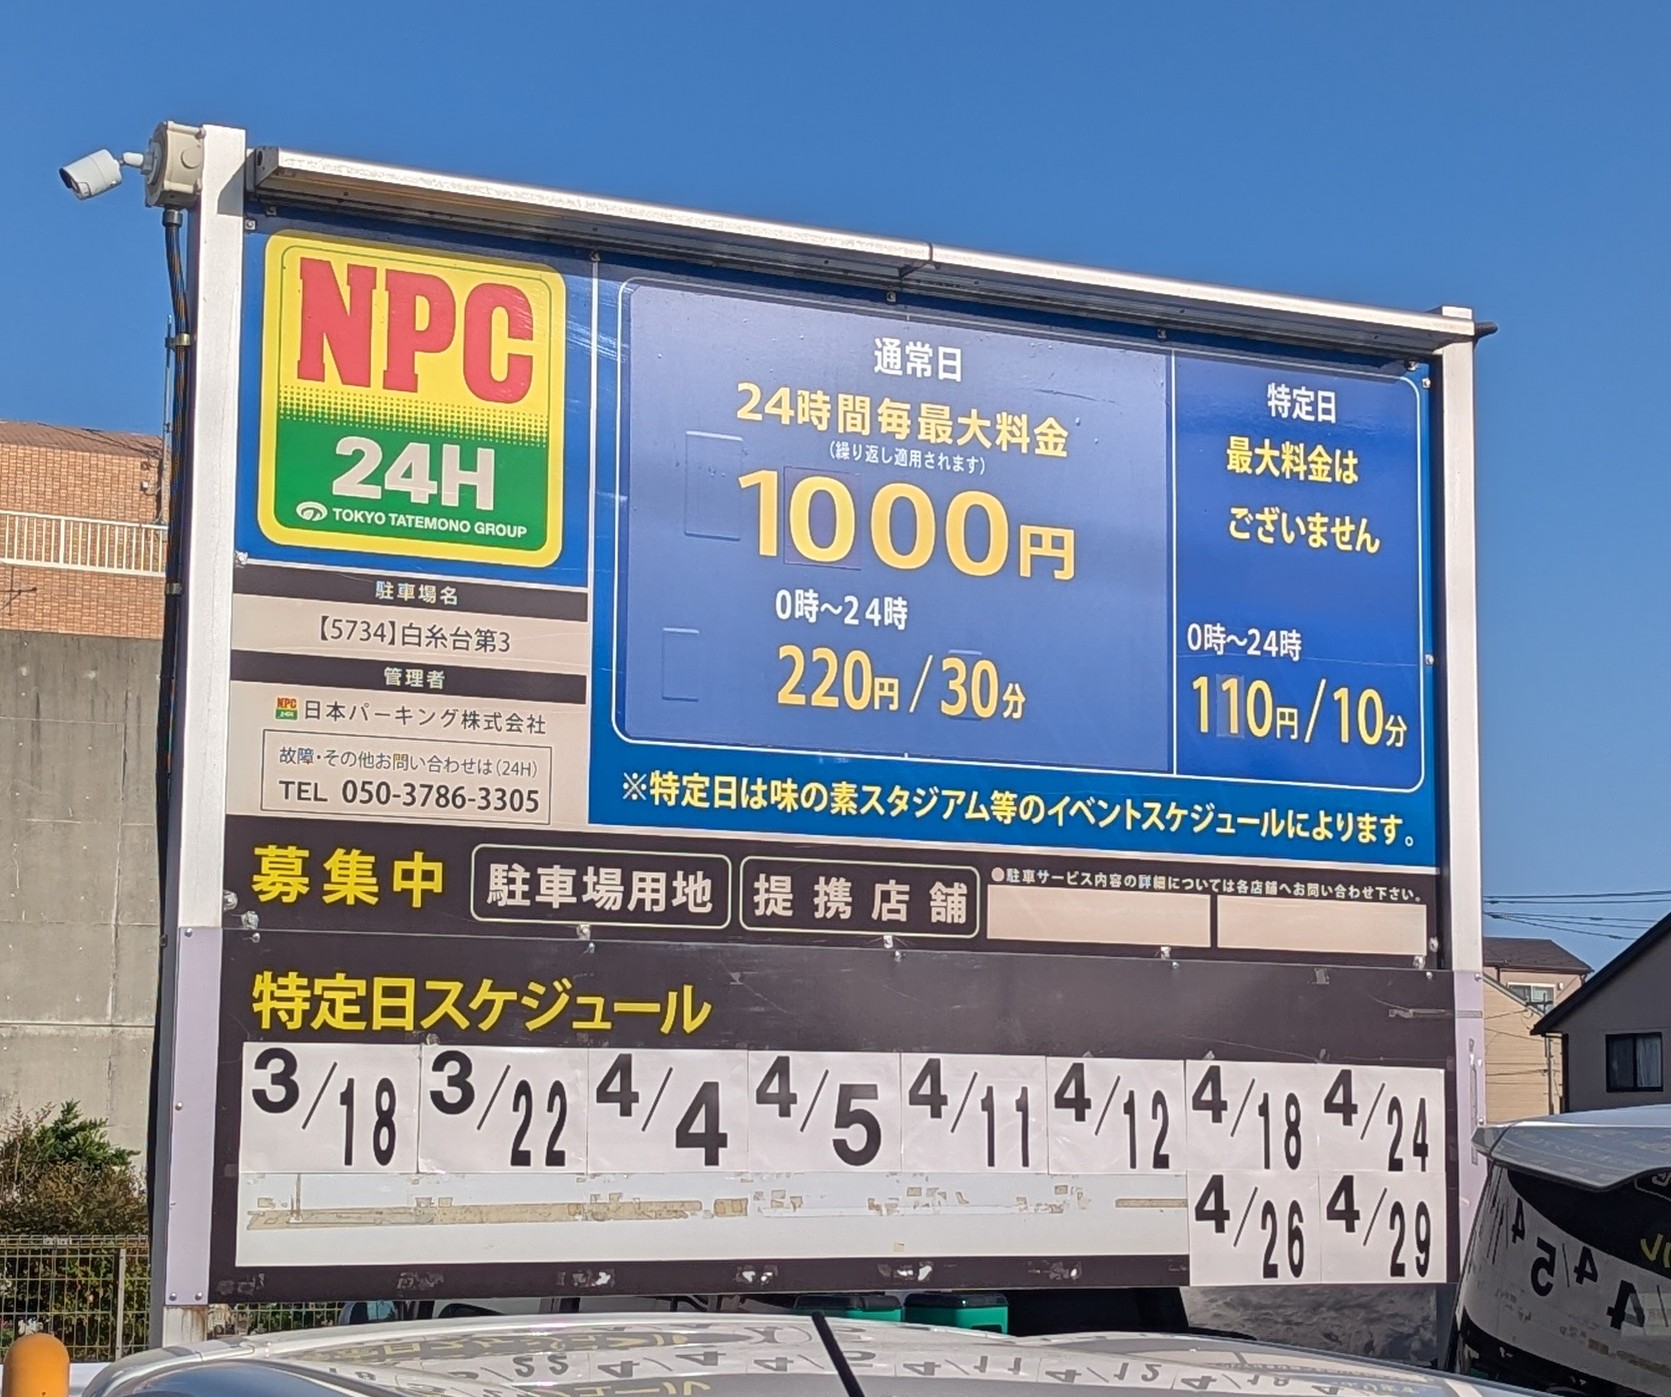 NPC
24H
TOKYO TATEMONO GROUP
駐車場名
【5734】白糸台第3
管理者
NPC 24H 日本パーキング株式会社
故障・その他お問い合わせは(24H)
TEL 050-3786-3305
通常日
24時間毎最大料金
(繰り返し適用されます)
1000円
0時～24時
220円/30分
特定日
最大料金は
ございません
0時～24時
110円/10分
※特定日は味の素スタジアム等のイベントスケジュールによります。
募集中 駐車場用地 提携店舗
●駐車サービス内容の詳細については各店舗へお問い合わせ下さい。
特定日スケジュール
3/18 3/22 4/4 4/5 4/11 4/12 4/18 4/24
4/26 4/29